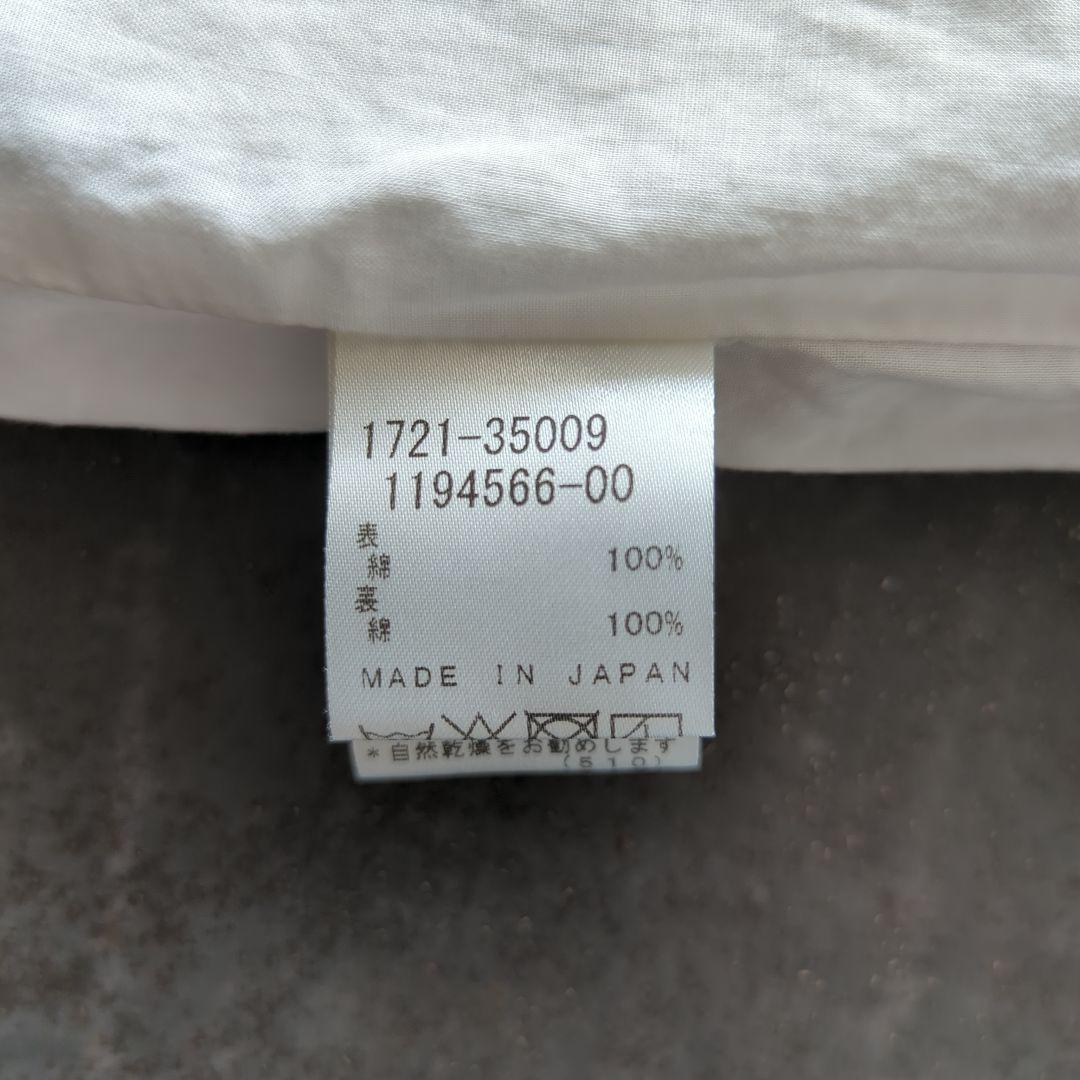 1721-35009
1194566-00
表
綿 100%
裏
綿 100%
MADE IN JAPAN
*自然乾燥をお勧めします
(510)